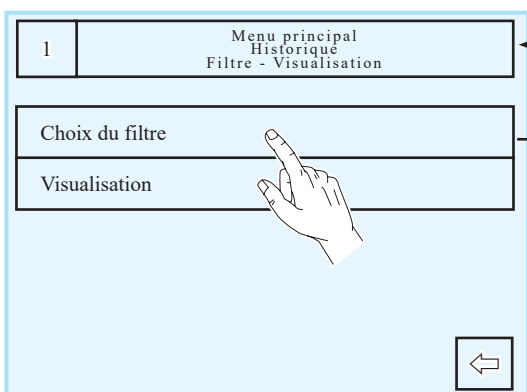 1
Menu principal
Historique
Filtre - Visualisation
Choix du filtre
Visualisation